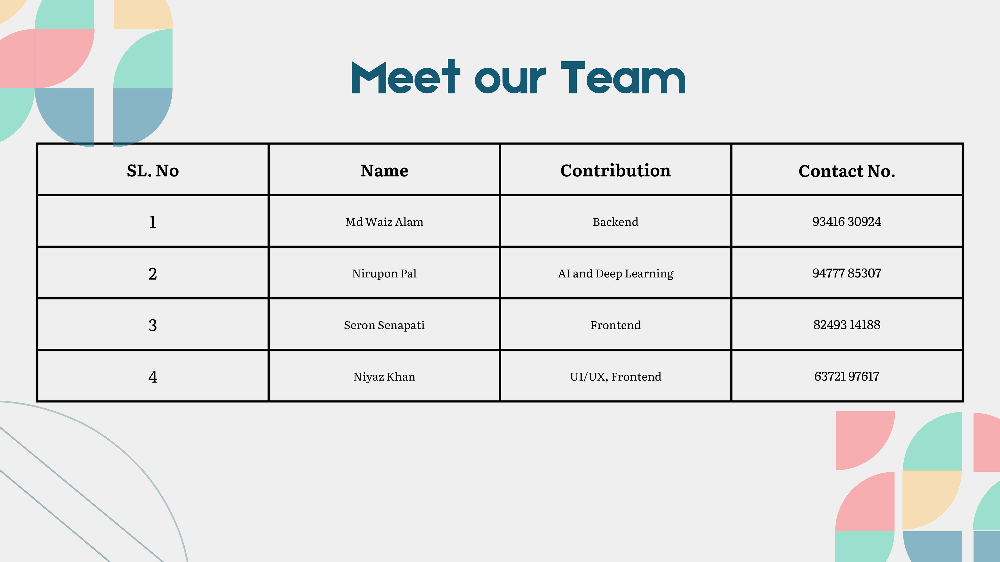 Meet our Team
SL. No Name Contribution Contact No.
1 Md Waiz Alam Backend 93416 30924
2 Nirupon Pal AI and Deep Learning 94777 85307
3 Seron Senapati Frontend 82493 14188
4 Niyaz Khan UI/UX, Frontend 63721 97617